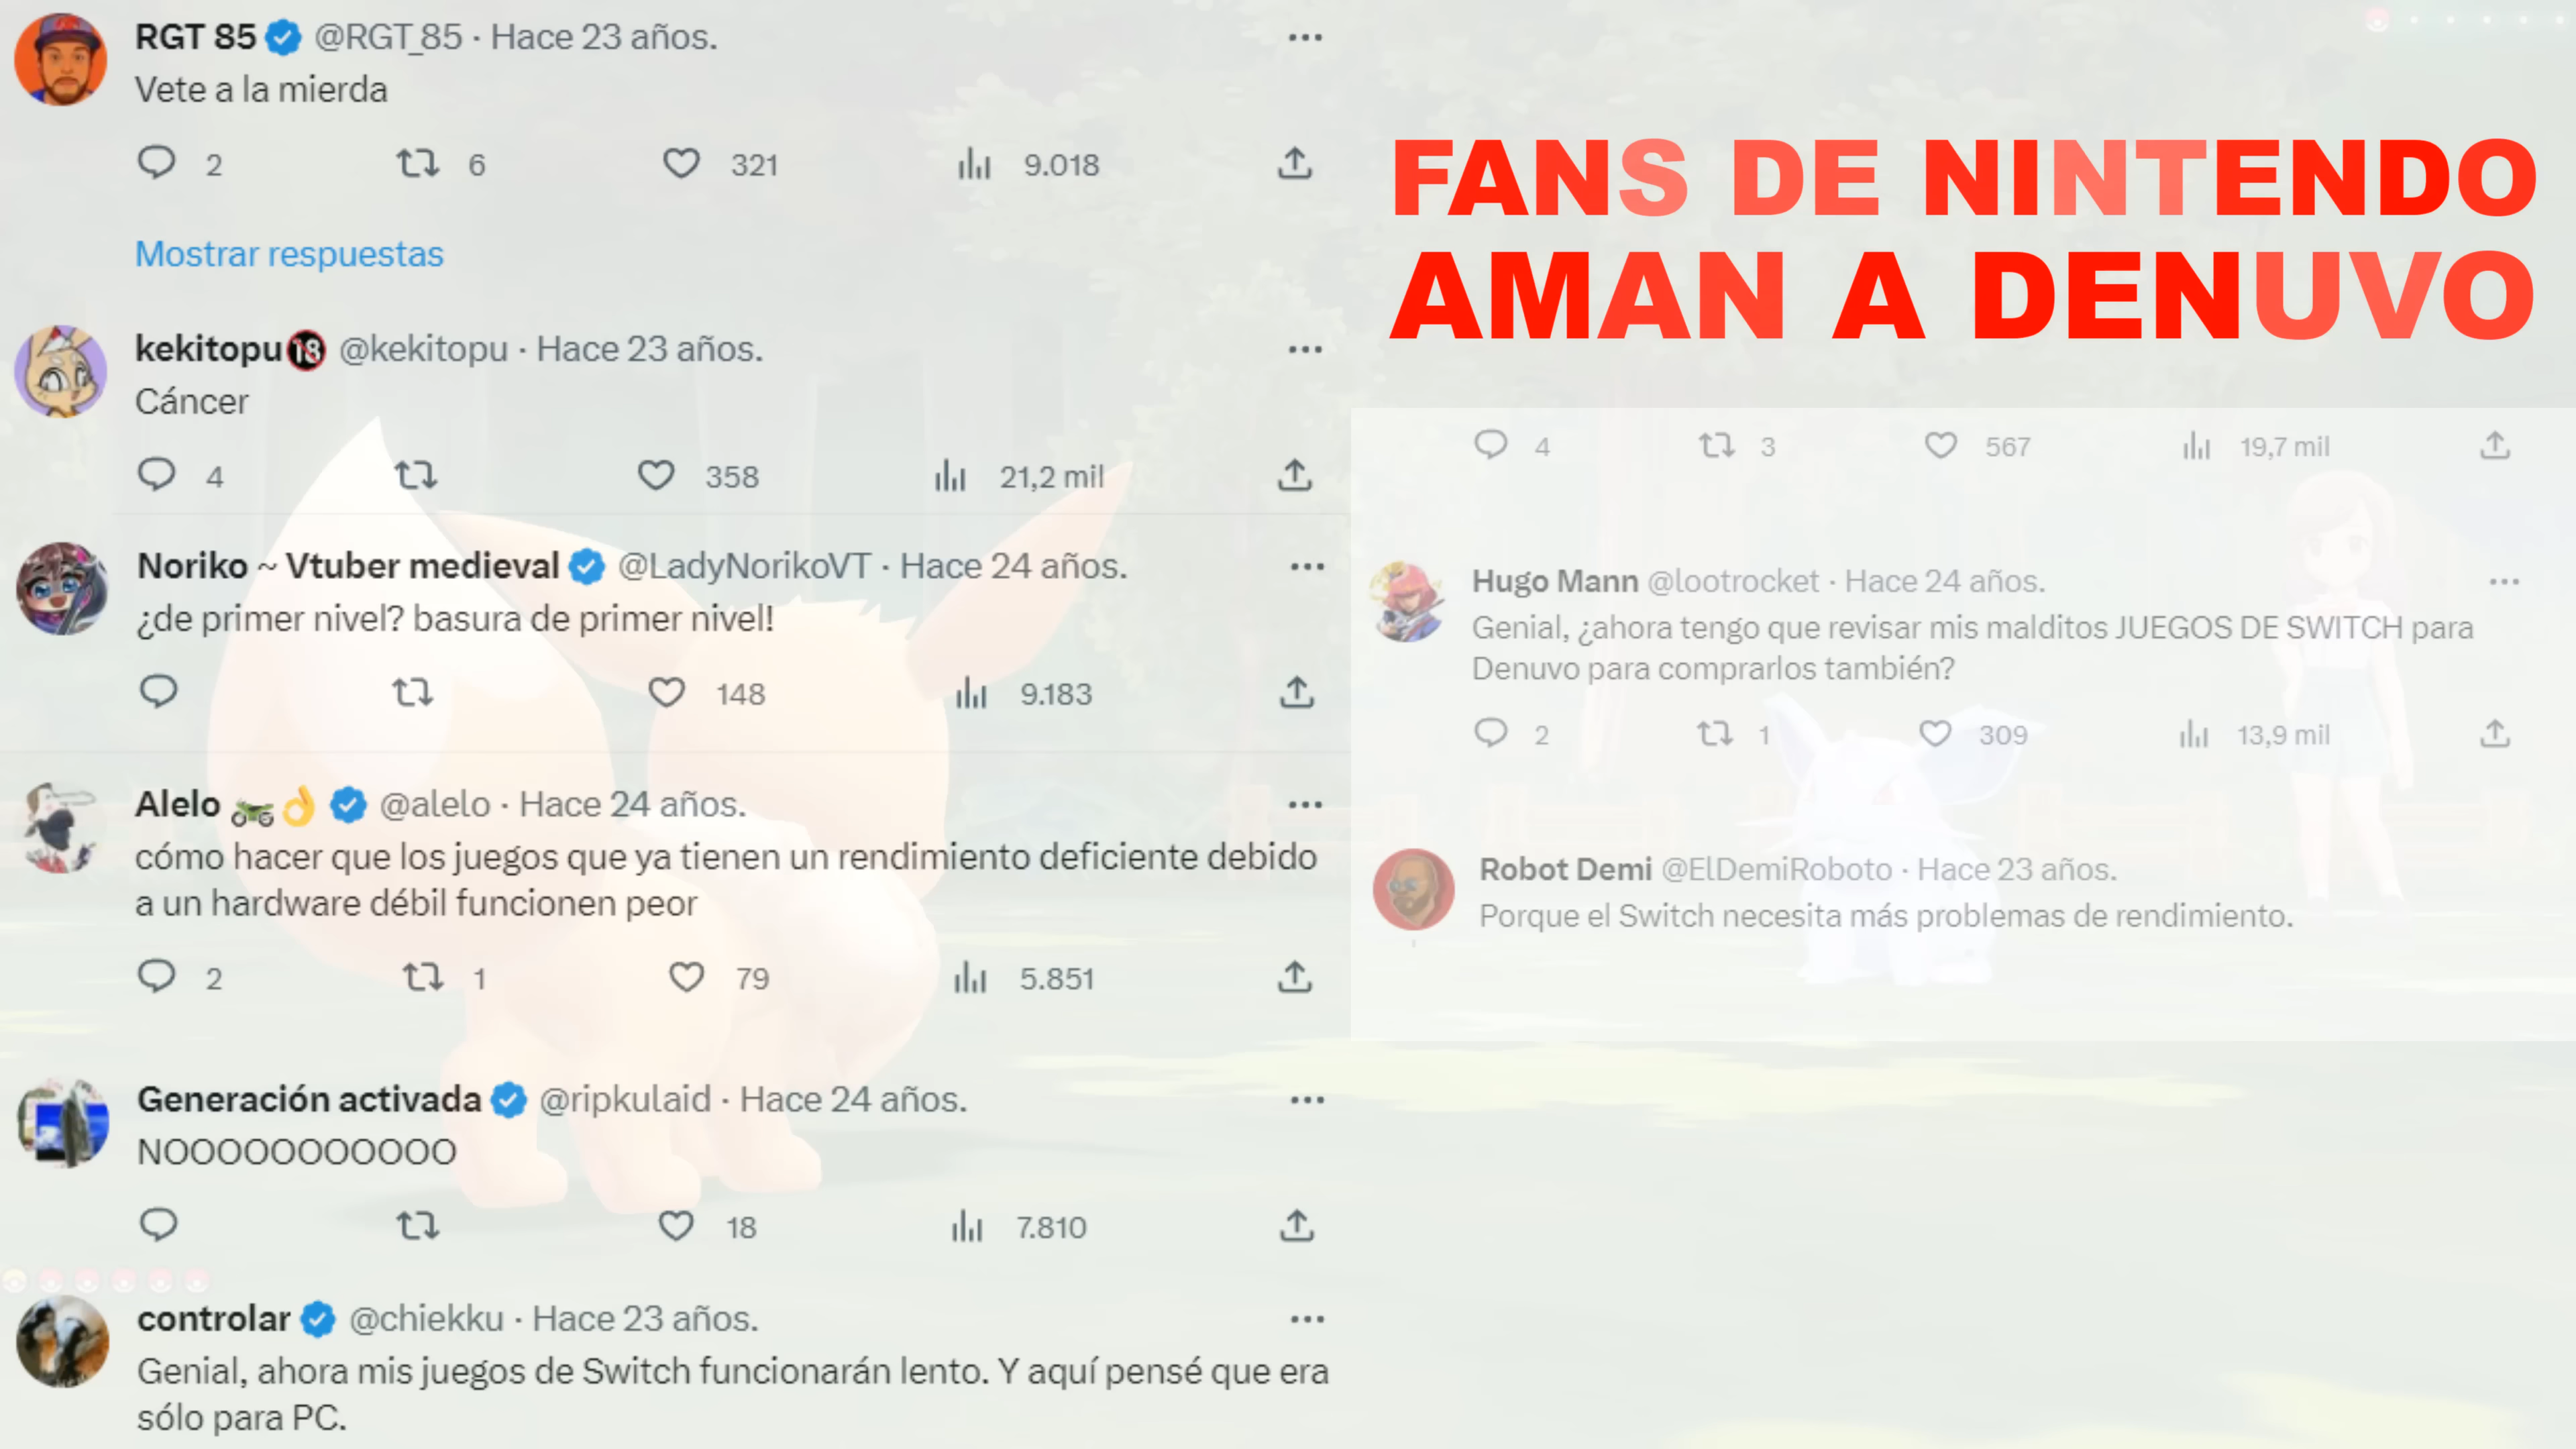 RGT 85 @RGT_85 · Hace 23 años.
Vete a la mierda
2 6 321 9.018
Mostrar respuestas
kekitopu🔞 @kekitopu · Hace 23 años.
Cáncer
4 358 21,2 mil
Noriko ~ Vtuber medieval @LadyNorikoVT · Hace 24 años.
¿de primer nivel? basura de primer nivel!
148 9.183
Alelo 🏍️👌 @alelo · Hace 24 años.
cómo hacer que los juegos que ya tienen un rendimiento deficiente debido
a un hardware débil funcionen peor
2 1 79 5.851
Generación activada @ripkulaid · Hace 24 años.
NOOOOOOOOOOO
18 7.810
controlar @chiekku · Hace 23 años.
Genial, ahora mis juegos de Switch funcionarán lento. Y aquí pensé que era
sólo para PC.
FANS DE NINTENDO
AMAN A DENUVO
4 3 567 19,7 mil
Hugo Mann @lootrocket · Hace 24 años.
Genial, ¿ahora tengo que revisar mis malditos JUEGOS DE SWITCH para
Denuvo para comprarlos también?
2 1 309 13,9 mil
Robot Demi @ElDemiRoboto · Hace 23 años.
Porque el Switch necesita más problemas de rendimiento.